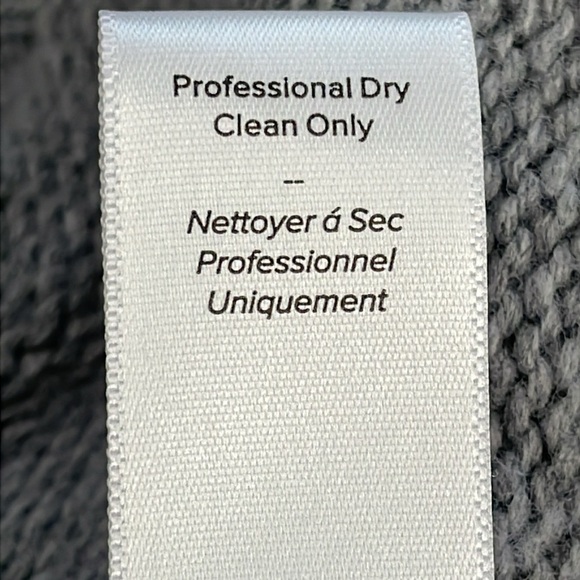 Professional Dry
Clean Only
--
Nettoyer á Sec
Professionnel
Uniquement